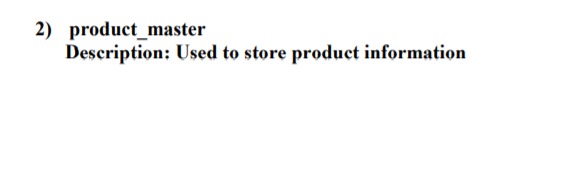 2) product_master
Description: Used to store product information